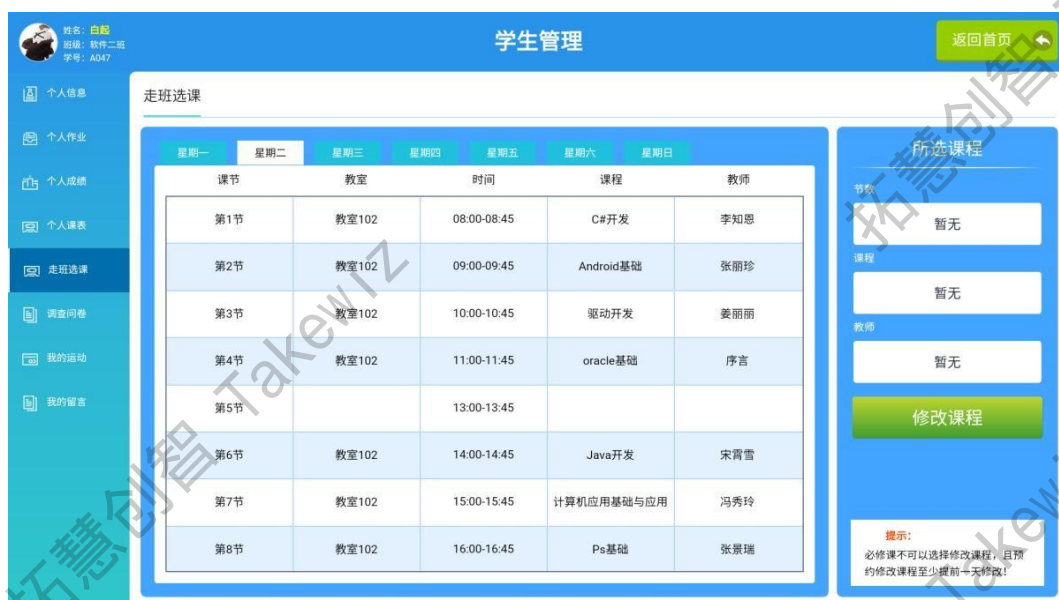 姓名：白起
班级：软件二班
学号：A047
学生管理
返回首页
个人信息
个人作业
个人成绩
个人课表
走班选课
调查问卷
我的运动
我的留言
走班选课
星期一 星期二 星期三 星期四 星期五 星期六 星期日
课节 教室 时间 课程 教师
第1节 教室102 08:00-08:45 C#开发 李知恩
第2节 教室102 09:00-09:45 Android基础 张丽珍
第3节 教室102 10:00-10:45 驱动开发 姜丽丽
第4节 教室102 11:00-11:45 oracle基础 序言
第5节 13:00-13:45
第6节 教室102 14:00-14:45 Java开发 宋霄雪
第7节 教室102 15:00-15:45 计算机应用基础与应用 冯秀玲
第8节 教室102 16:00-16:45 Ps基础 张景瑞
所选课程
节数
暂无
课程
暂无
教师
暂无
修改课程
提示：
必修课不可以选择修改课程，且预
约修改课程至少提前一天修改！
拓慧创智 Takewiz
拓慧创智
Takewiz